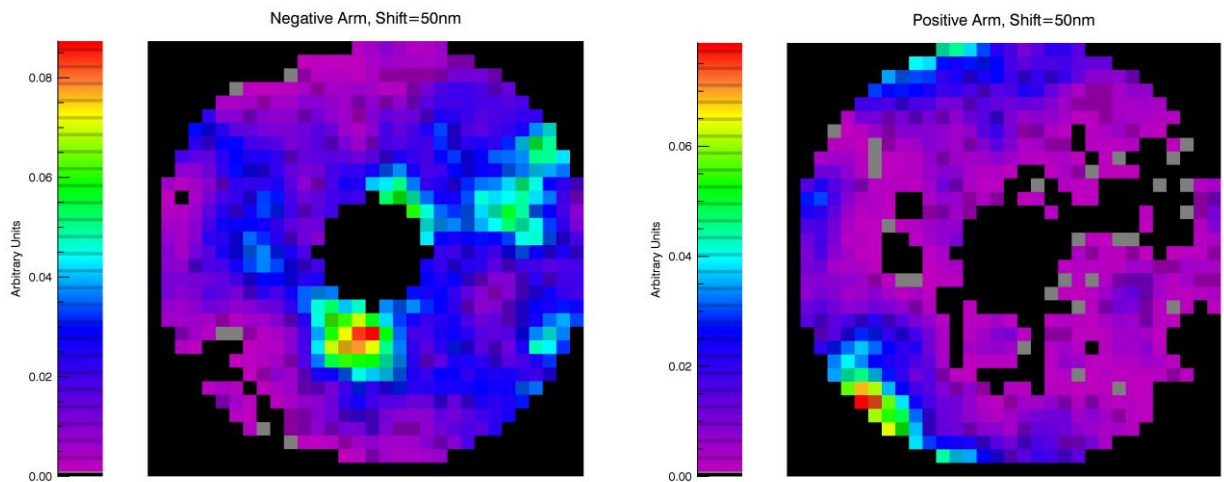 Negative Arm, Shift=50nm
0.08
0.06
0.04
0.02
0.00
Arbitrary Units
Positive Arm, Shift=50nm
0.06
0.04
0.02
0.00
Arbitrary Units